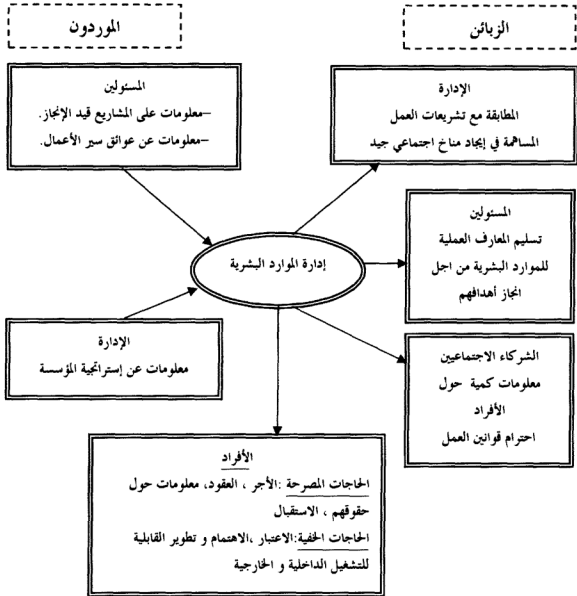 الزبائن
الموردون
الإدارة
المطابقة مع تشريعات العمل
المساهمة في إيجاد مناخ اجتماعي جيد
المسئولين
–معلومات على المشاريع قيد الإنجاز.
–معلومات عن عوائق سير الأعمال.
المسئولين
تسليم المعارف العملية
للموارد البشرية من اجل
انجاز أهدافهم
إدارة الموارد البشرية
الإدارة
معلومات عن إستراتجية المؤسسة
الشركاء الاجتماعيين
معلومات كمية حول
الأفراد
احترام قوانين العمل
الأفراد
الحاجات المصرحة :الأجر ، العقود، معلومات حول
حقوقهم ، الاستقبال
الحاجات الخفية:الاعتبار ،الاهتمام و تطوير القابلية
للتشغيل الداخلية و الخارجية